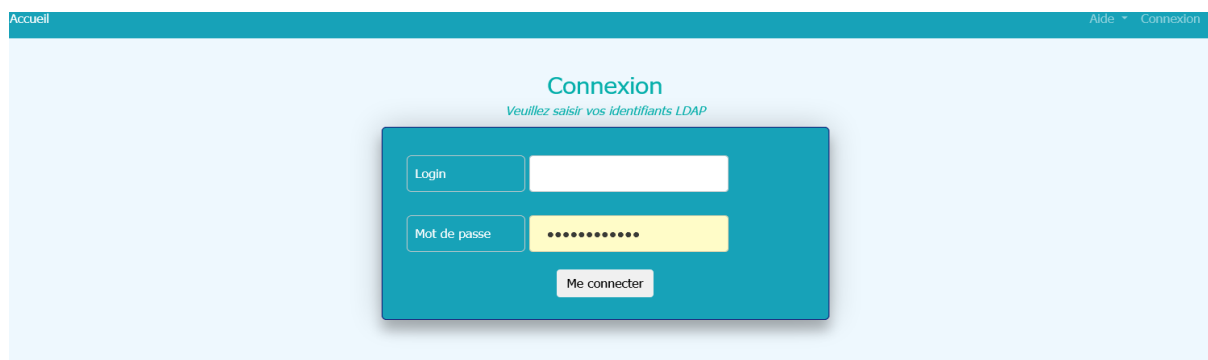 Accueil Aide Connexion
Connexion
Veuillez saisir vos identifiants LDAP
Login
Mot de passe ••••••••••••
Me connecter